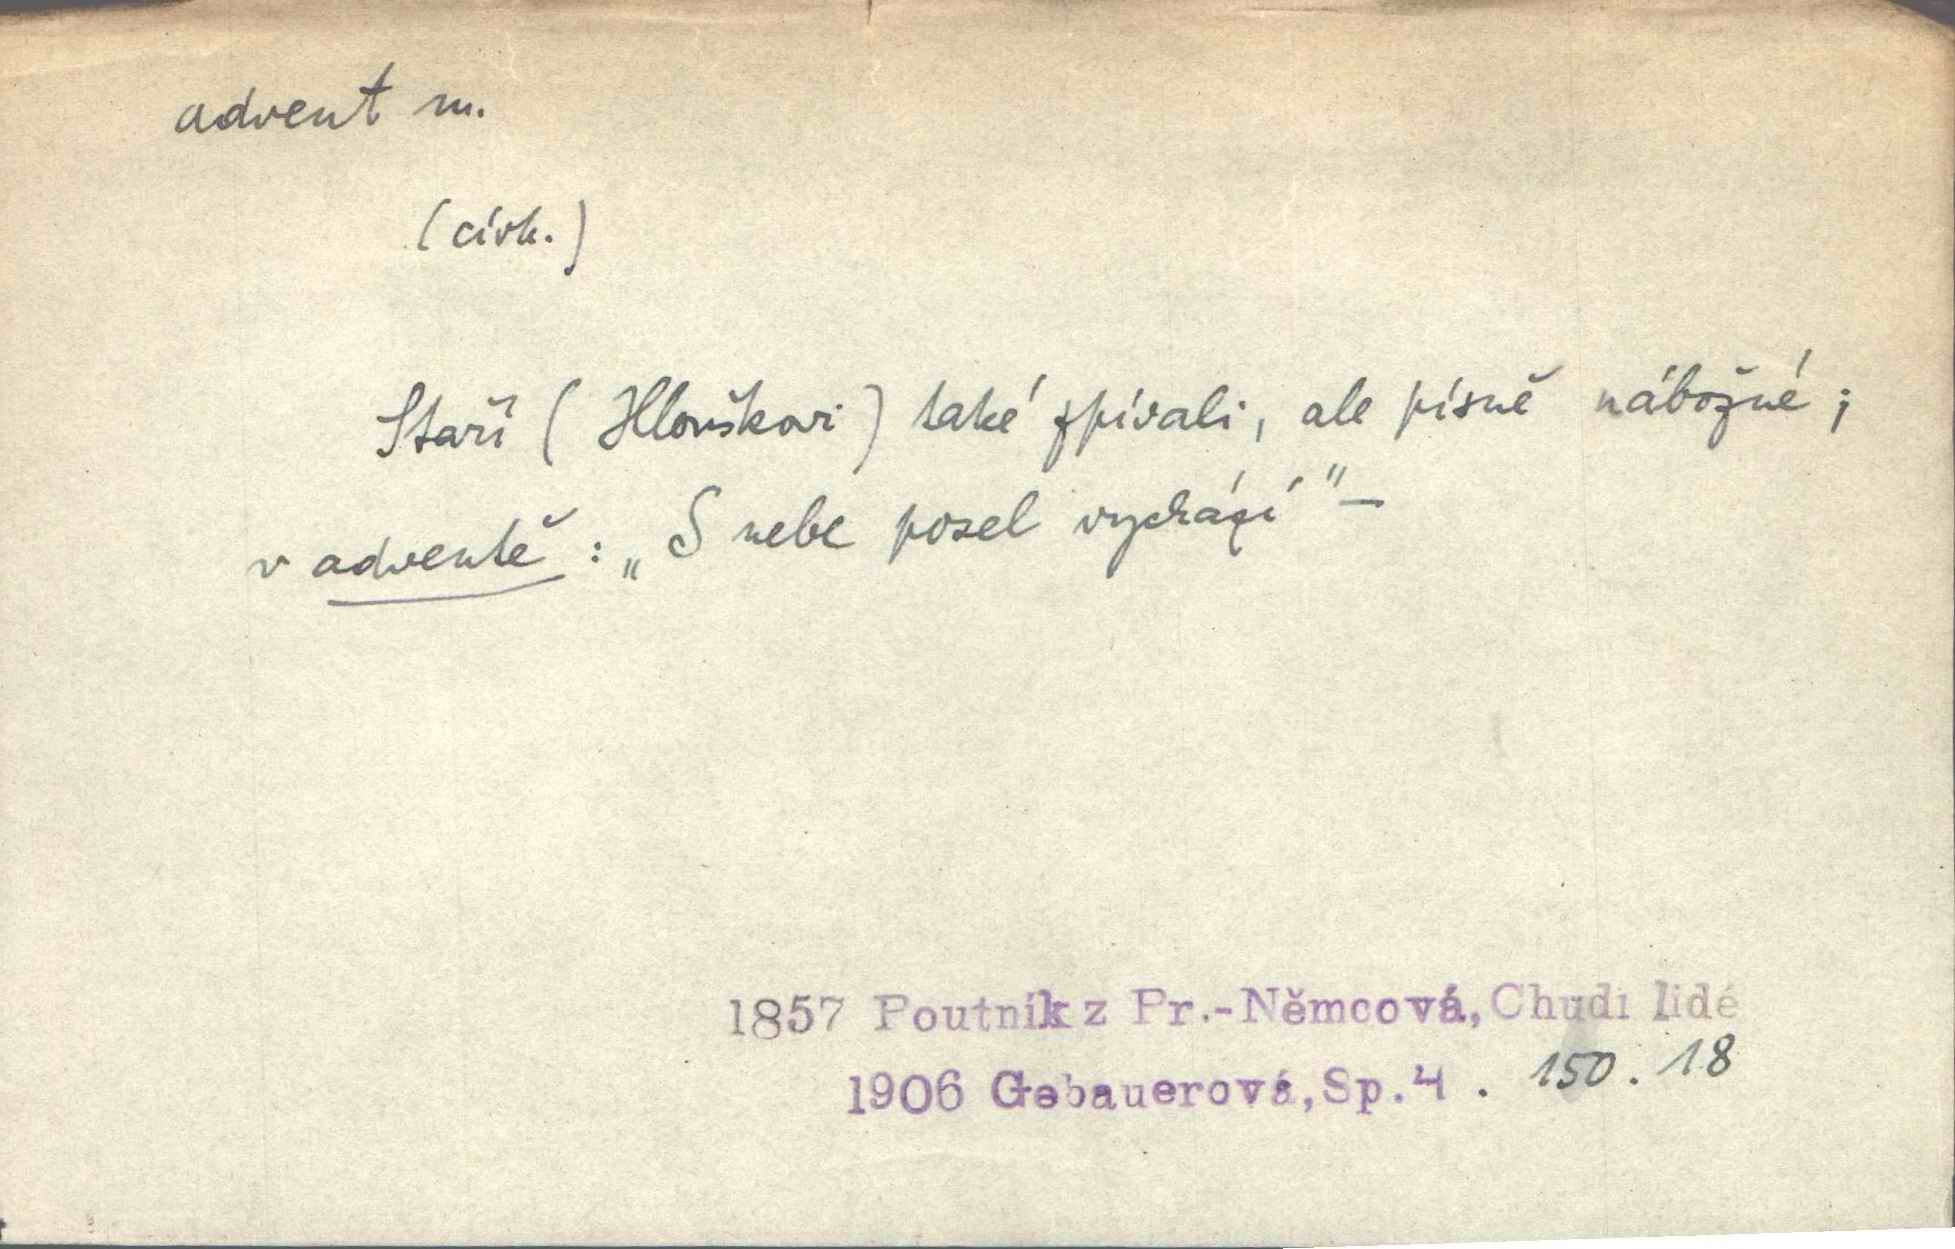 advent m.
(círk.)
Staří (Hlouškovi) také zpívali, ale písně nábožné;
v adventě: „S nebe posel vychází" —
1857 Poutník z Pr.-Němcová, Chudí lidé
1906 Gebauerová, Sp.4. 150.18